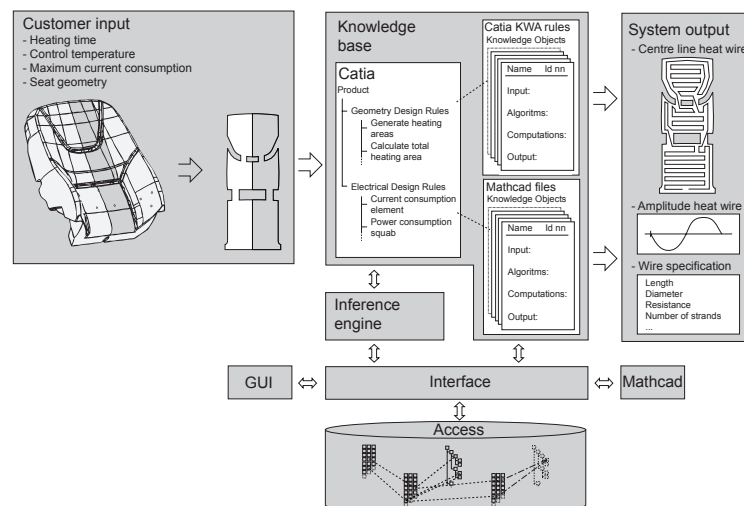 Customer input
- Heating time
- Control temperature
- Maximum current consumption
- Seat geometry
Knowledge
base
Catia
Product
Geometry Design Rules
Generate heating
areas
Calculate total
heating area
Electrical Design Rules
Current consumption
element
Power consumption
squab
Catia KWA rules
Knowledge Objects
Name Id nn
Input:
Algoritms:
Computations:
Output:
Mathcad files
Knowledge Objects
Name Id nn
Input:
Algoritms:
Computations:
Output:
System output
- Centre line heat wire
- Amplitude heat wire
- Wire specification
Length
Diameter
Resistance
Number of strands
...
Inference
engine
GUI
Interface
Mathcad
Access